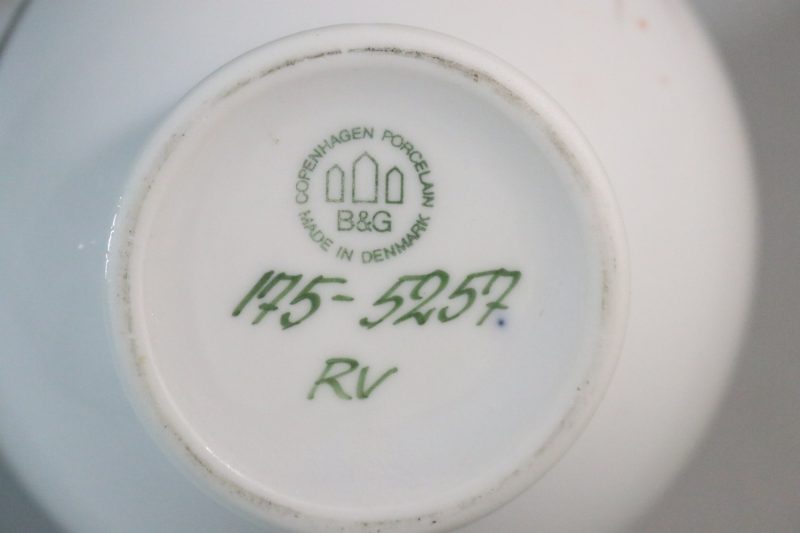 COPENHAGEN PORCELAIN
B&G
MADE IN DENMARK
175-5257.
RV